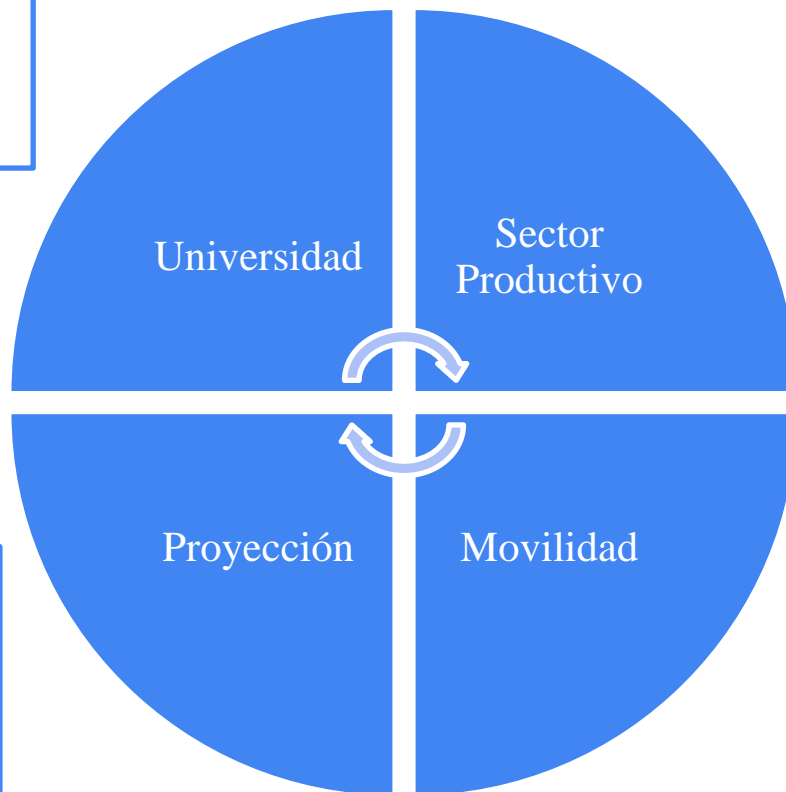 Universidad
Sector
Productivo
Proyección
Movilidad